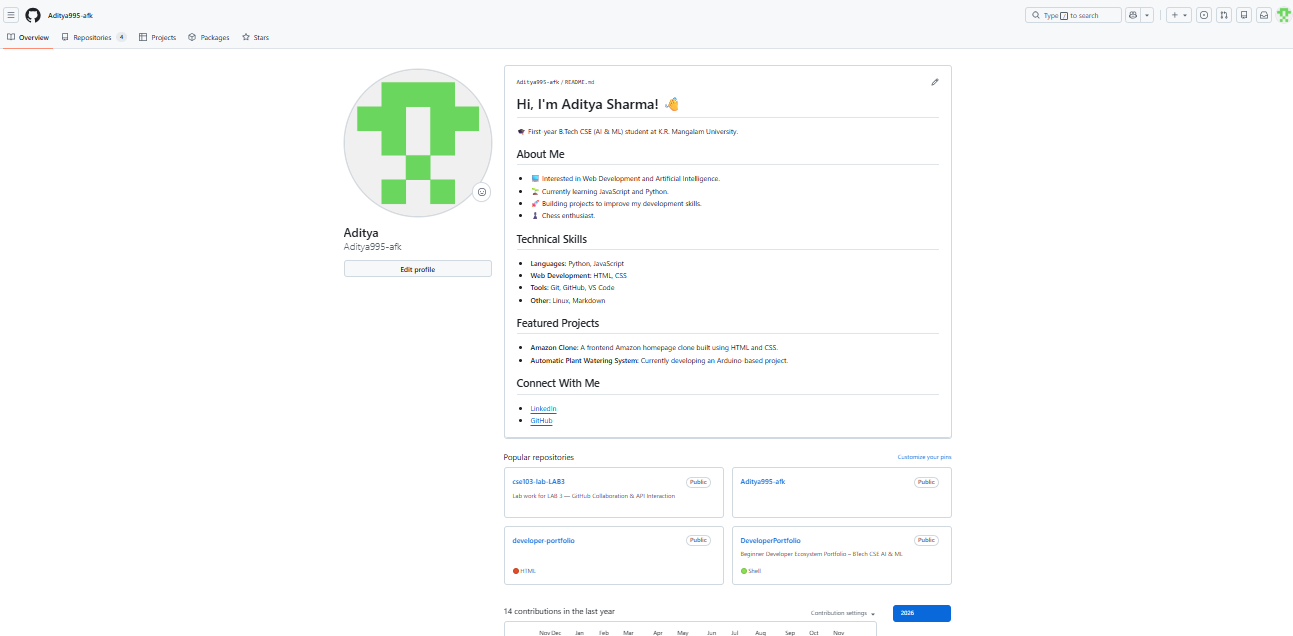 Aditya995-afk
Type / to search
Overview
Repositories 4
Projects
Packages
Stars
Aditya
Aditya995-afk
Edit profile
Aditya995-afk / README.md
Hi, I'm Aditya Sharma! 👋
🎓 First-year B.Tech CSE (AI & ML) student at K.R. Mangalam University.
About Me
Interested in Web Development and Artificial Intelligence.
Currently learning JavaScript and Python.
Building projects to improve my development skills.
Chess enthusiast.
Technical Skills
Languages: Python, JavaScript
Web Development: HTML, CSS
Tools: Git, GitHub, VS Code
Other: Linux, Markdown
Featured Projects
Amazon Clone: A frontend Amazon homepage clone built using HTML and CSS.
Automatic Plant Watering System: Currently developing an Arduino-based project.
Connect With Me
LinkedIn
GitHub
Popular repositories
Customize your pins
cse103-lab-LAB3 Public
Lab work for LAB 3 — GitHub Collaboration & API Interaction
Aditya995-afk Public
developer-portfolio Public
HTML
DeveloperPortfolio Public
Beginner Developer Ecosystem Portfolio – BTech CSE AI & ML
Shell
14 contributions in the last year
Contribution settings
2026
Nov Dec Jan Feb Mar Apr May Jun Jul Aug Sep Oct Nov